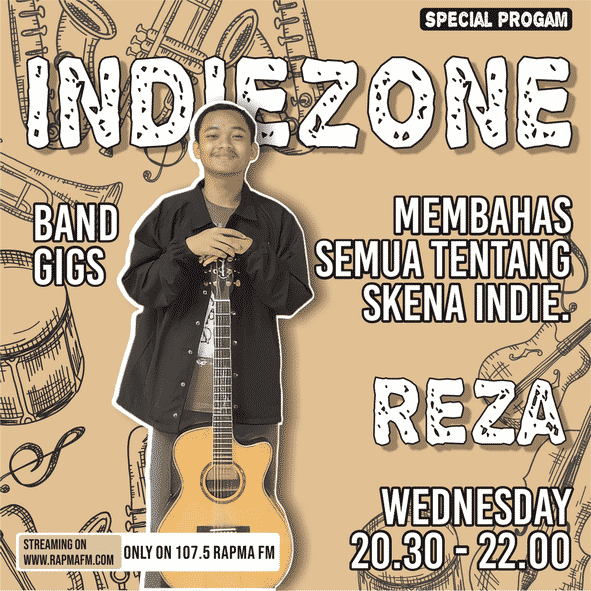 SPECIAL PROGAM
INDIEZONE
BAND
GIGS
MEMBAHAS
SEMUA TENTANG
SKENA INDIE.
REZA
WEDNESDAY
20.30 - 22.00
STREAMING ON
WWW.RAPMAFM.COM
ONLY ON 107.5 RAPMA FM